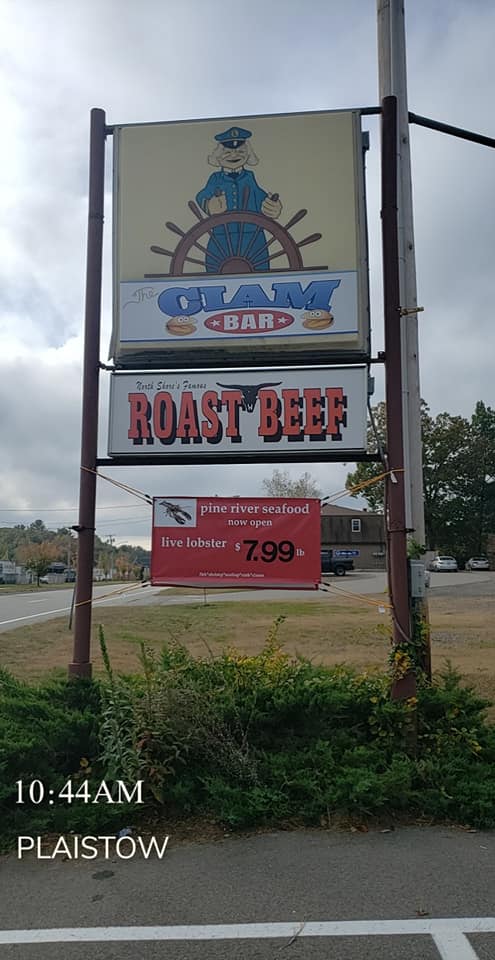 The
CLAM
BAR
North Shore's Famous
ROAST BEEF
pine river seafood
now open
live lobster $7.99 lb
10:44AM
PLAISTOW